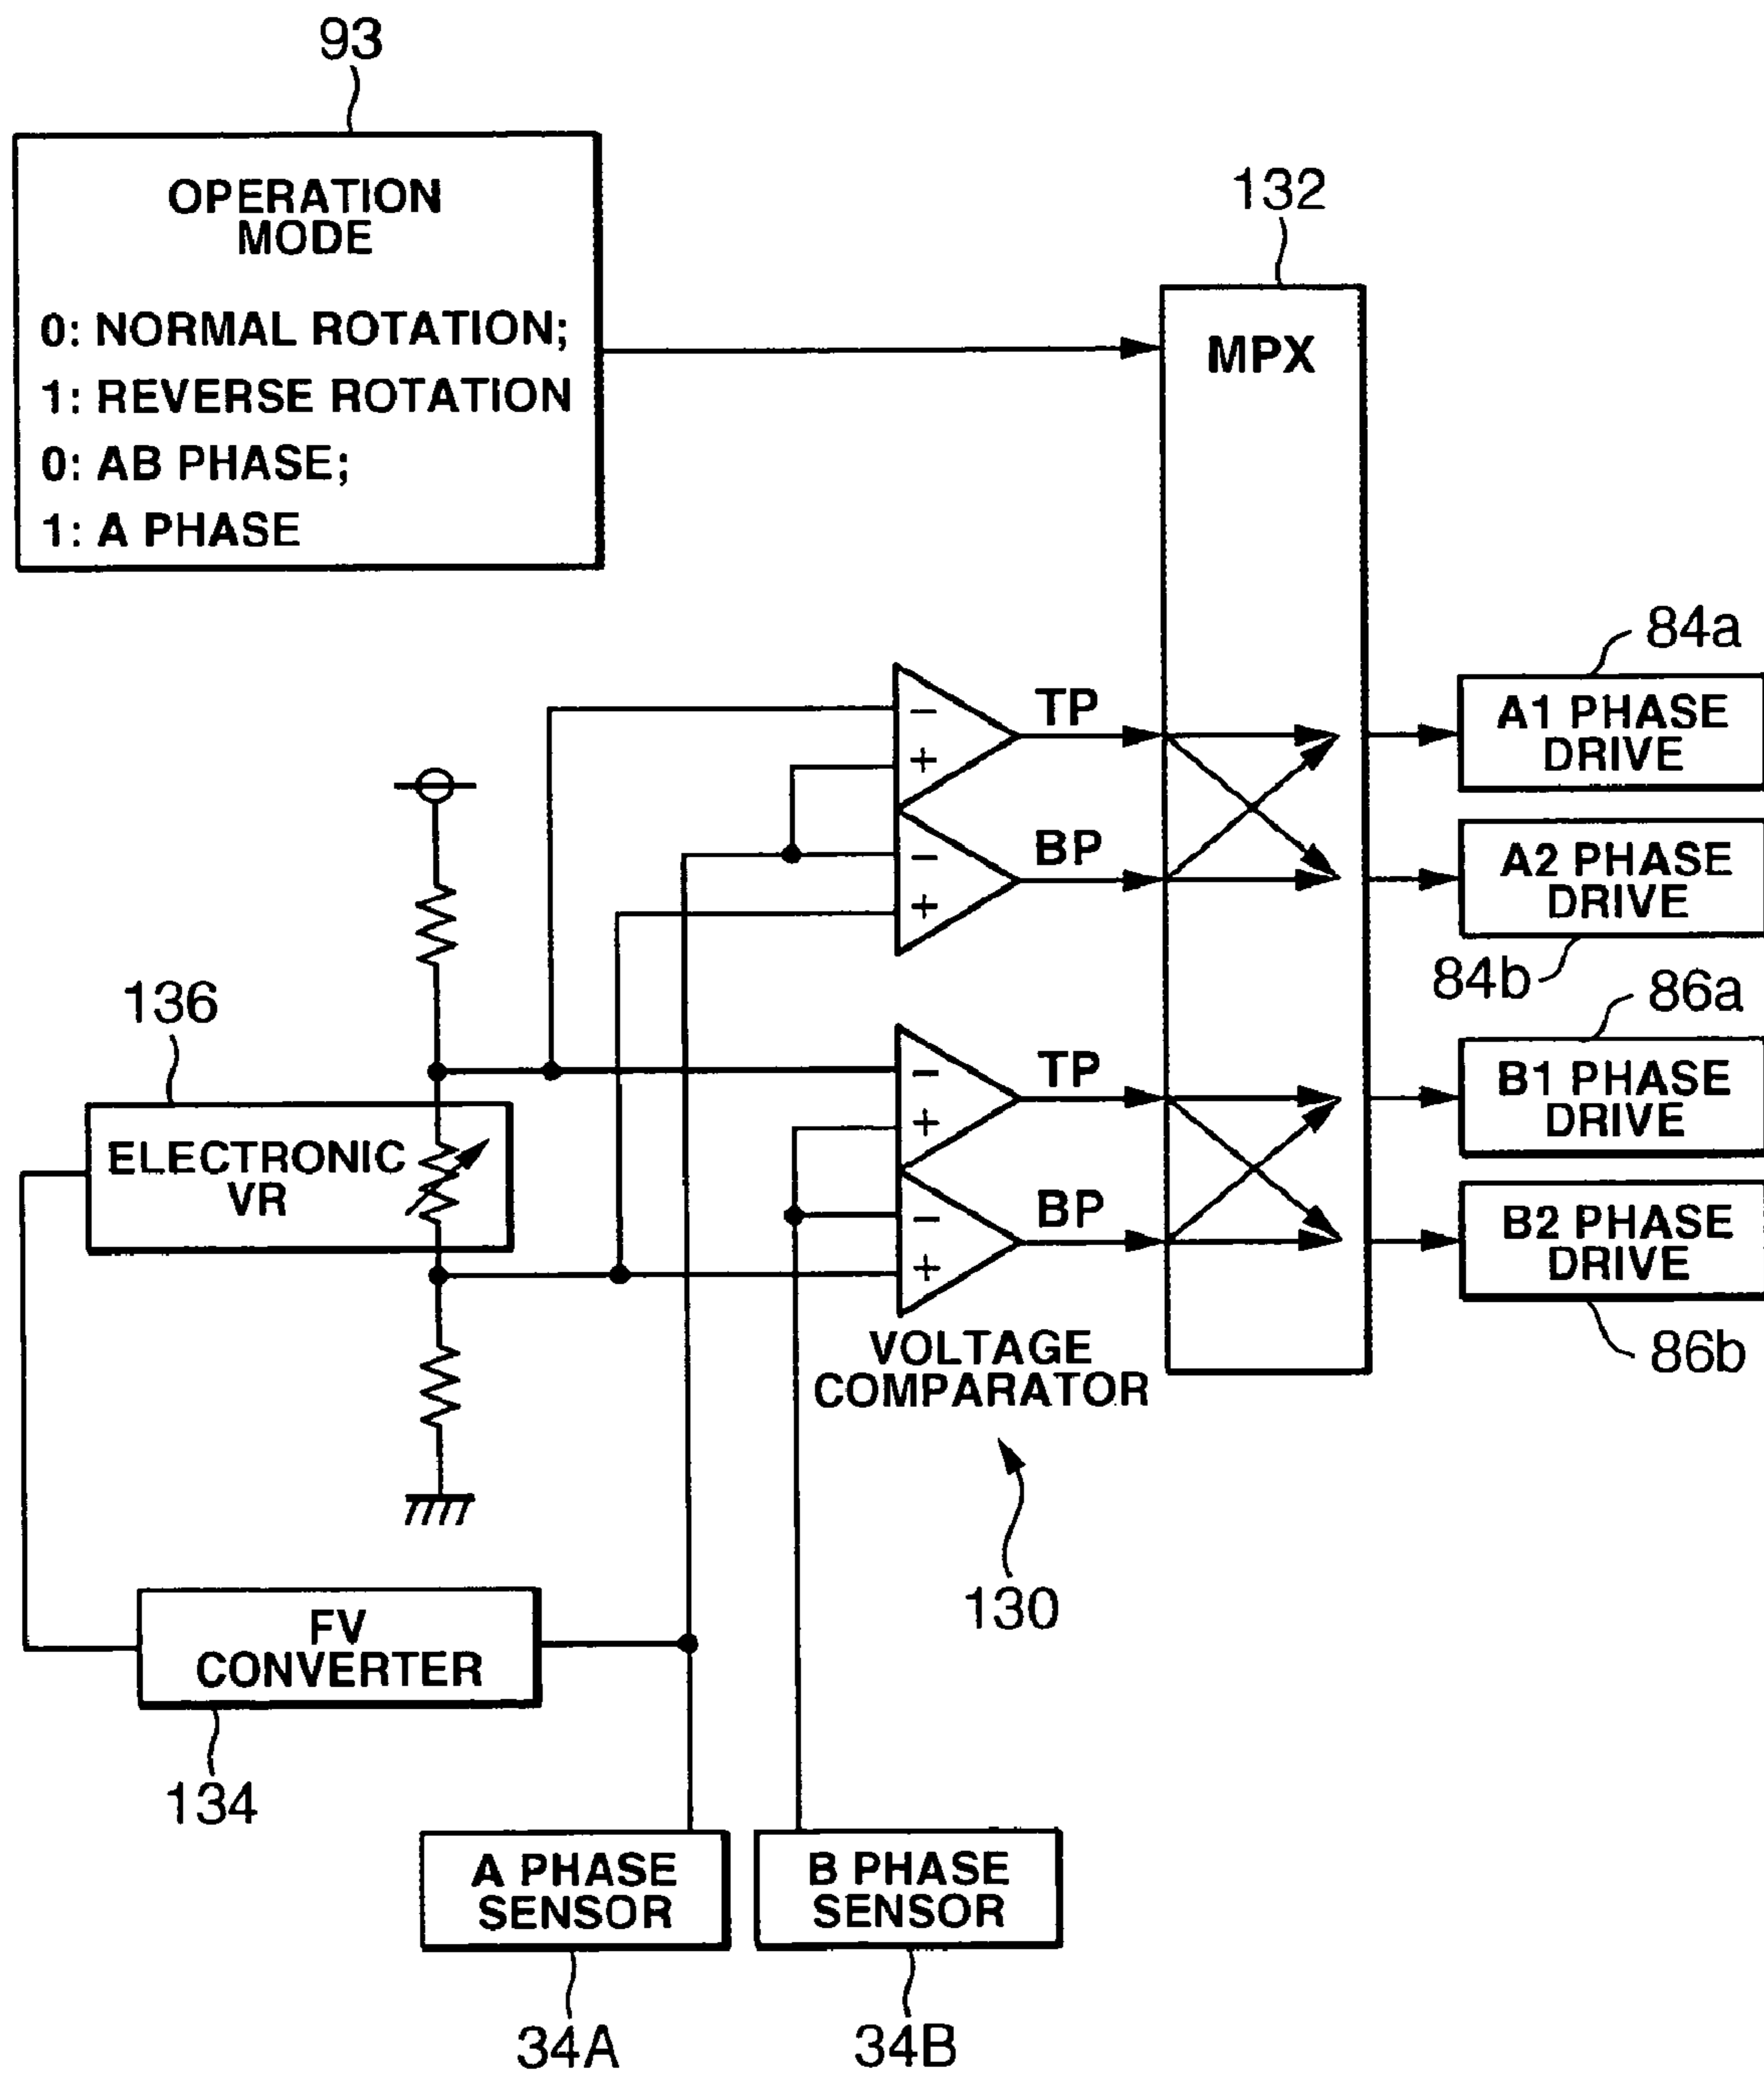 93
OPERATION
MODE
0: NORMAL ROTATION;
1: REVERSE ROTATION
0: AB PHASE;
1: A PHASE
132
MPX
84a
A1 PHASE
DRIVE
A2 PHASE
DRIVE
84b
86a
B1 PHASE
DRIVE
B2 PHASE
DRIVE
86b
TP
−
+
BP
−
+
TP
−
+
BP
−
+
VOLTAGE
COMPARATOR
130
136
ELECTRONIC
VR
FV
CONVERTER
134
A PHASE
SENSOR
34A
B PHASE
SENSOR
34B